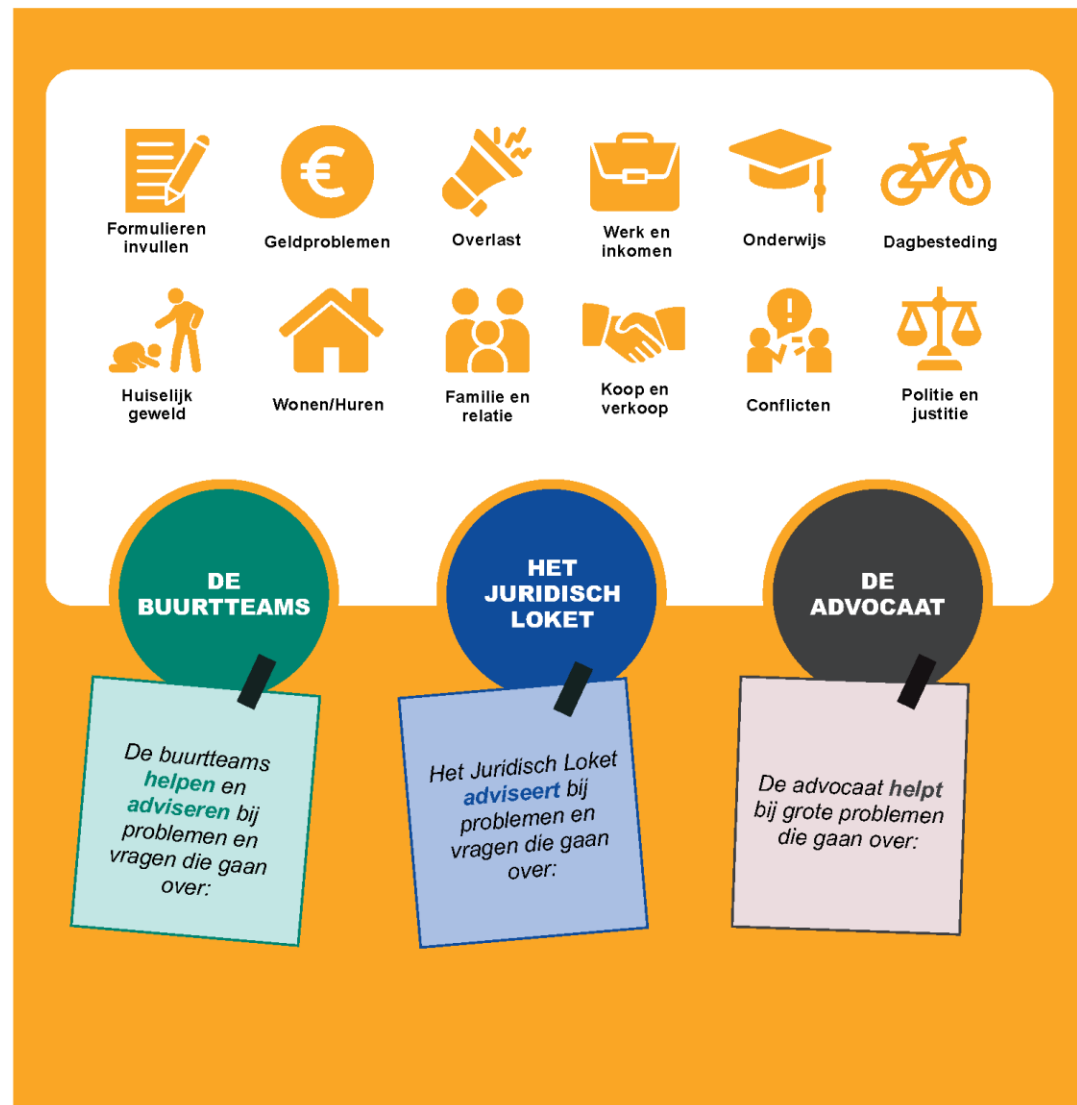 Formulieren
invullen
Geldproblemen
Overlast
Werk en
inkomen
Onderwijs
Dagbesteding
Huiselijk
geweld
Wonen/Huren
Familie en
relatie
Koop en
verkoop
Conflicten
Politie en
justitie
DE
BUURTTEAMS
HET
JURIDISCH
LOKET
DE
ADVOCAAT
De buurtteams
helpen en
adviseren bij
problemen en
vragen die gaan
over:
Het Juridisch Loket
adviseert bij
problemen en
vragen die gaan
over:
De advocaat helpt
bij grote problemen
die gaan over: